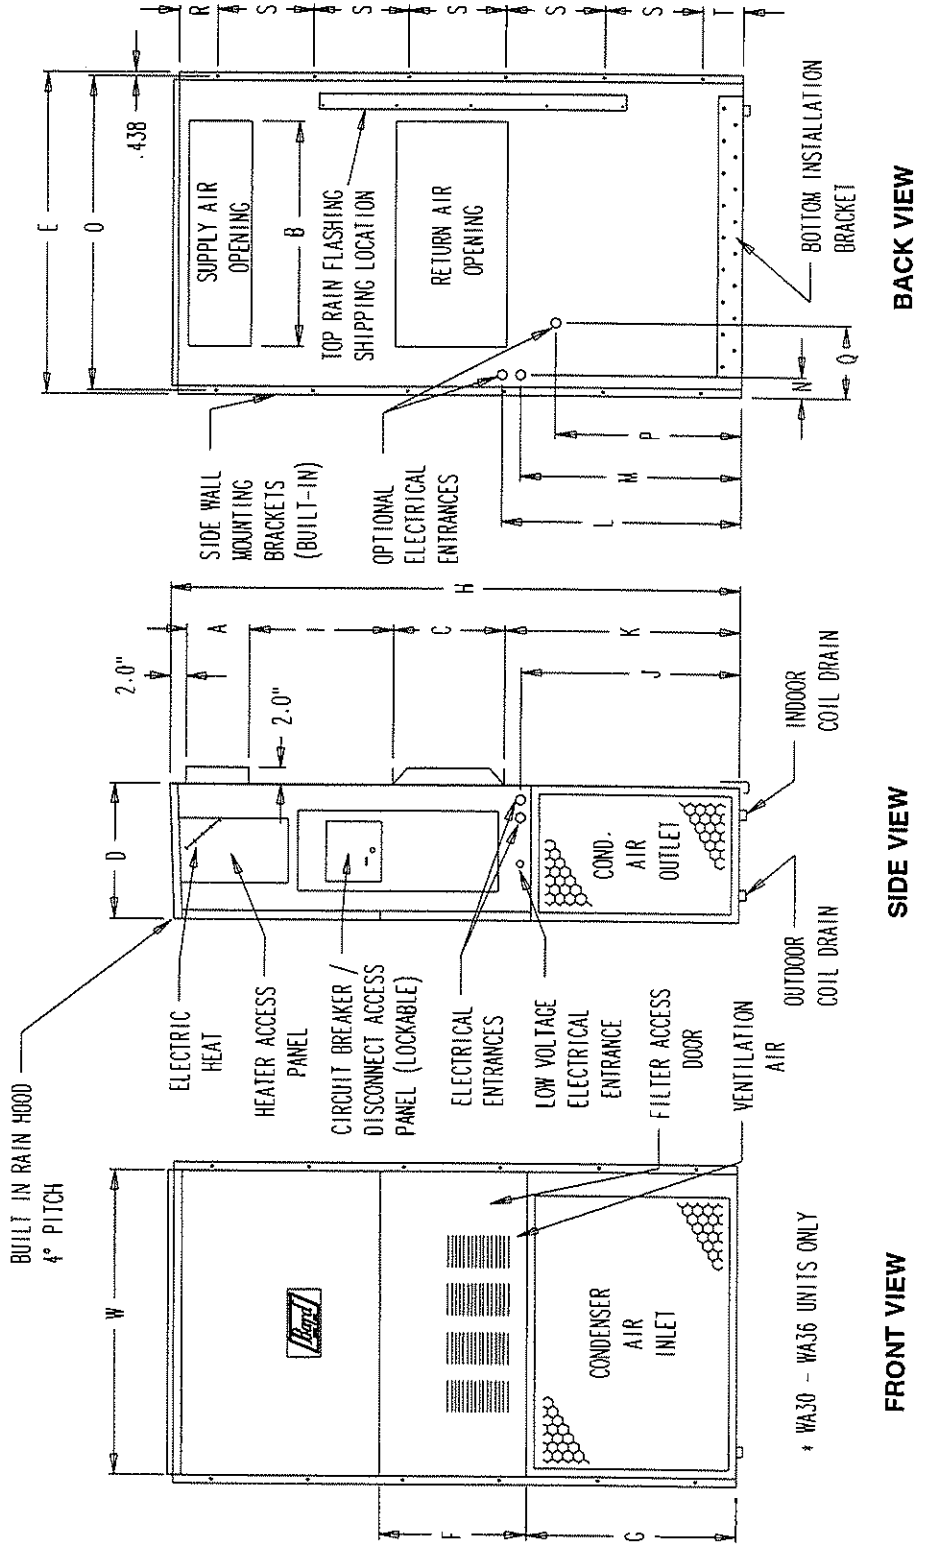 BUILT IN RAIN HOOD
4° PITCH
W
F
G
Bard
CONDENSER
AIR
INLET
* WA30 - WA36 UNITS ONLY
FRONT VIEW
ELECTRIC
HEAT
HEATER ACCESS
PANEL
CIRCUIT BREAKER /
DISCONNECT ACCESS
PANEL (LOCKABLE)
ELECTRICAL
ENTRANCES
LOW VOLTAGE
ELECTRICAL
ENTRANCE
FILTER ACCESS
DOOR
VENTILATION
AIR
D
2.0"
A
2.0"
I
C
H
K
J
COND.
AIR
OUTLET
OUTDOOR
COIL DRAIN
INDOOR
COIL DRAIN
SIDE VIEW
E
O
.438
SUPPLY AIR
OPENING
B
TOP RAIN FLASHING
SHIPPING LOCATION
RETURN AIR
OPENING
SIDE WALL
MOUNTING
BRACKETS
(BUILT-IN)
OPTIONAL
ELECTRICAL
ENTRANCES
L
M
P
N
Q
R
S
S
S
S
S
T
BOTTOM INSTALLATION
BRACKET
BACK VIEW